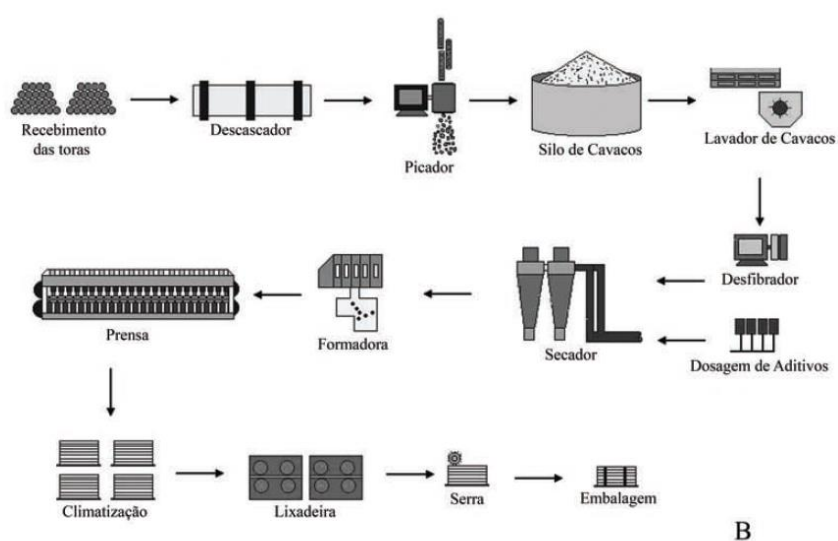 Recebimento
das toras
Descascador
Picador
Silo de Cavacos
Lavador de Cavacos
Desfibrador
Dosagem de Aditivos
Secador
Formadora
Prensa
Climatização
Lixadeira
Serra
Embalagem
B